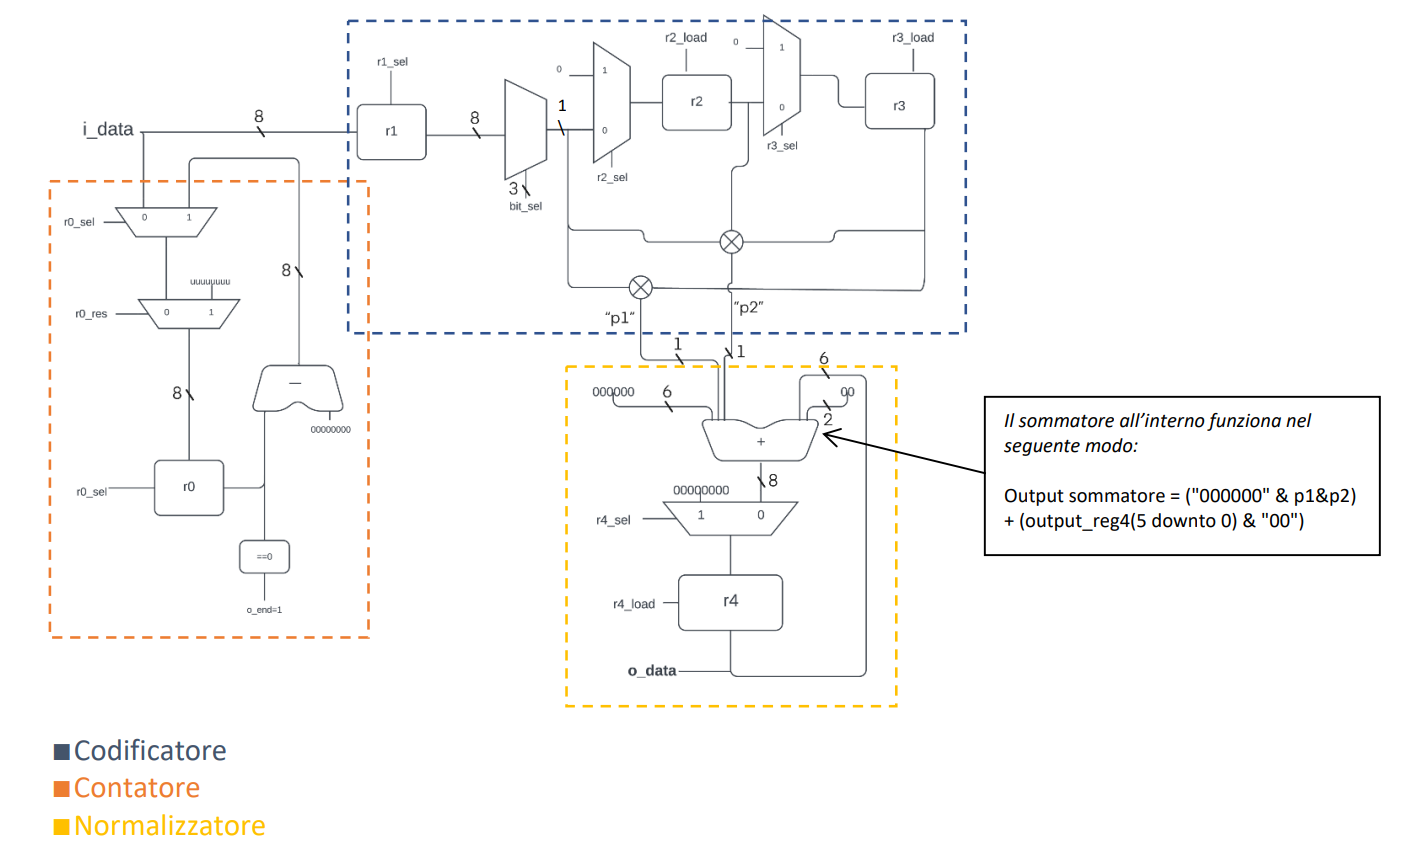 r2_load
0
1
r3_load
r1_sel
0
1
8
i_data
r1
8
1
0
r2
0
r3
r3_sel
r2_sel
3
bit_sel
r0_sel
0
1
8
uuuuuuuu
r0_res
0
1
"p1"
"p2"
1
1
8
—
00000000
000000
6
6
00
2
+
Il sommatore all'interno funziona nel
seguente modo:
Output sommatore = ("000000" & p1&p2)
+ (output_reg4(5 downto 0) & "00")
r0_sel
r0
00000000
8
r4_sel
1
0
==0
o_end=1
r4_load
r4
o_data
Codificatore
Contatore
Normalizzatore